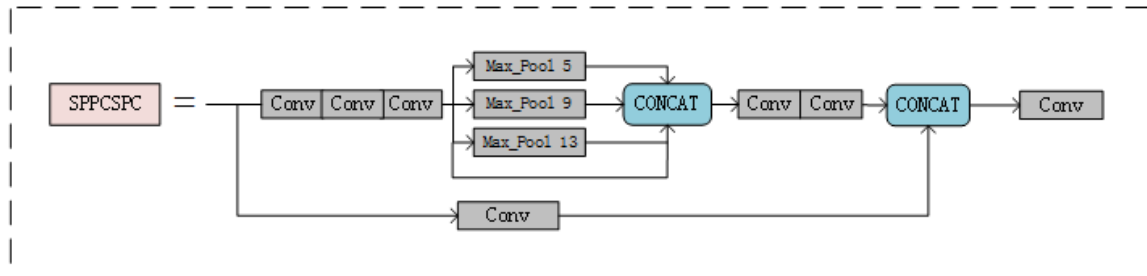 Max_Pool 5
SPPCSPC = Conv Conv Conv Max_Pool 9 CONCAT Conv Conv CONCAT Conv
Max_Pool 13
Conv